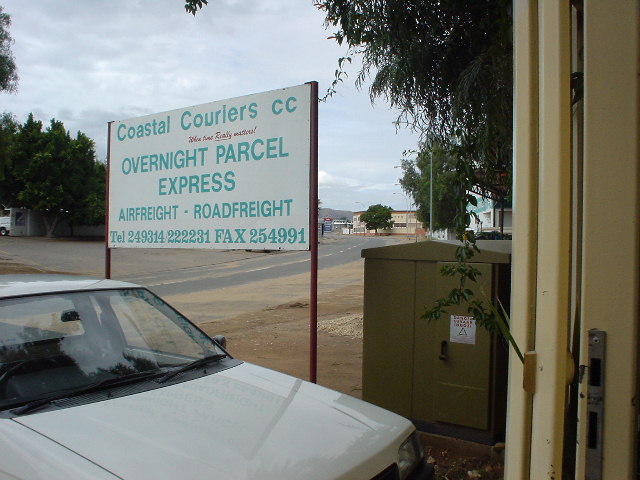 Coastal Couriers cc
When time Really matters!
OVERNIGHT PARCEL
EXPRESS
AIRFREIGHT - ROADFREIGHT
Tel 249314/222231 FAX 254991